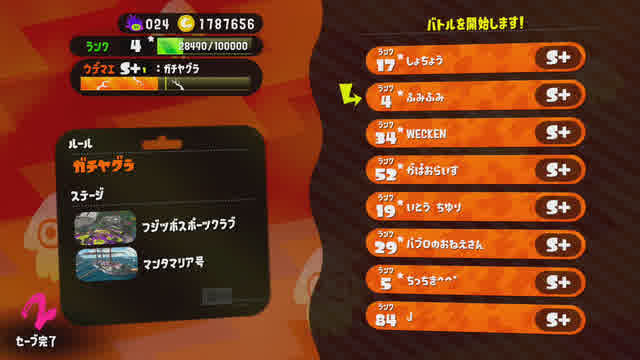 024 1787656
ランク 4* 28490/100000
ウデマエ S+1 : ガチヤグラ
ルール
ガチヤグラ
ステージ
フジツボスポーツクラブ
マンタマリア号
セーブ完了
バトルを開始します!
ランク 17* しょちょう S+
ランク 4* ふみふみ S+
ランク 34* WECKEN S+
ランク 52* かばおらいす S+
ランク 19* いとう ちゆり S+
ランク 29* パブロのおねえさん S+
ランク 5* ちっちき^^ S+
ランク 84 J S+